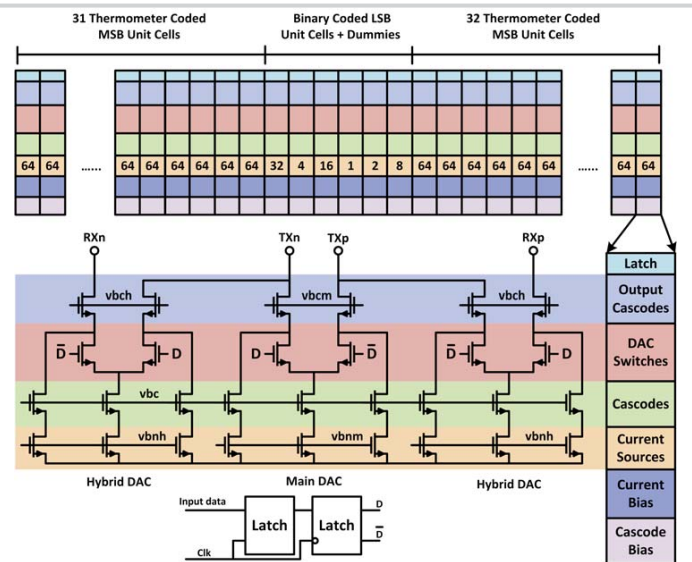 31 Thermometer Coded
MSB Unit Cells
Binary Coded LSB
Unit Cells + Dummies
32 Thermometer Coded
MSB Unit Cells
64 64 ...... 64 64 64 64 64 64 32 4 16 1 2 8 64 64 64 64 64 64 ...... 64 64
RXn
TXn
TXp
RXp
Latch
vbch
vbcm
vbch
Output
Cascodes
D̅
D
D
D̅
D̅
D
DAC
Switches
vbc
Cascodes
vbnh
vbnm
vbnh
Current
Sources
Hybrid DAC
Main DAC
Hybrid DAC
Current
Bias
Input data
Latch
Latch
D
D̅
Clk
Cascode
Bias